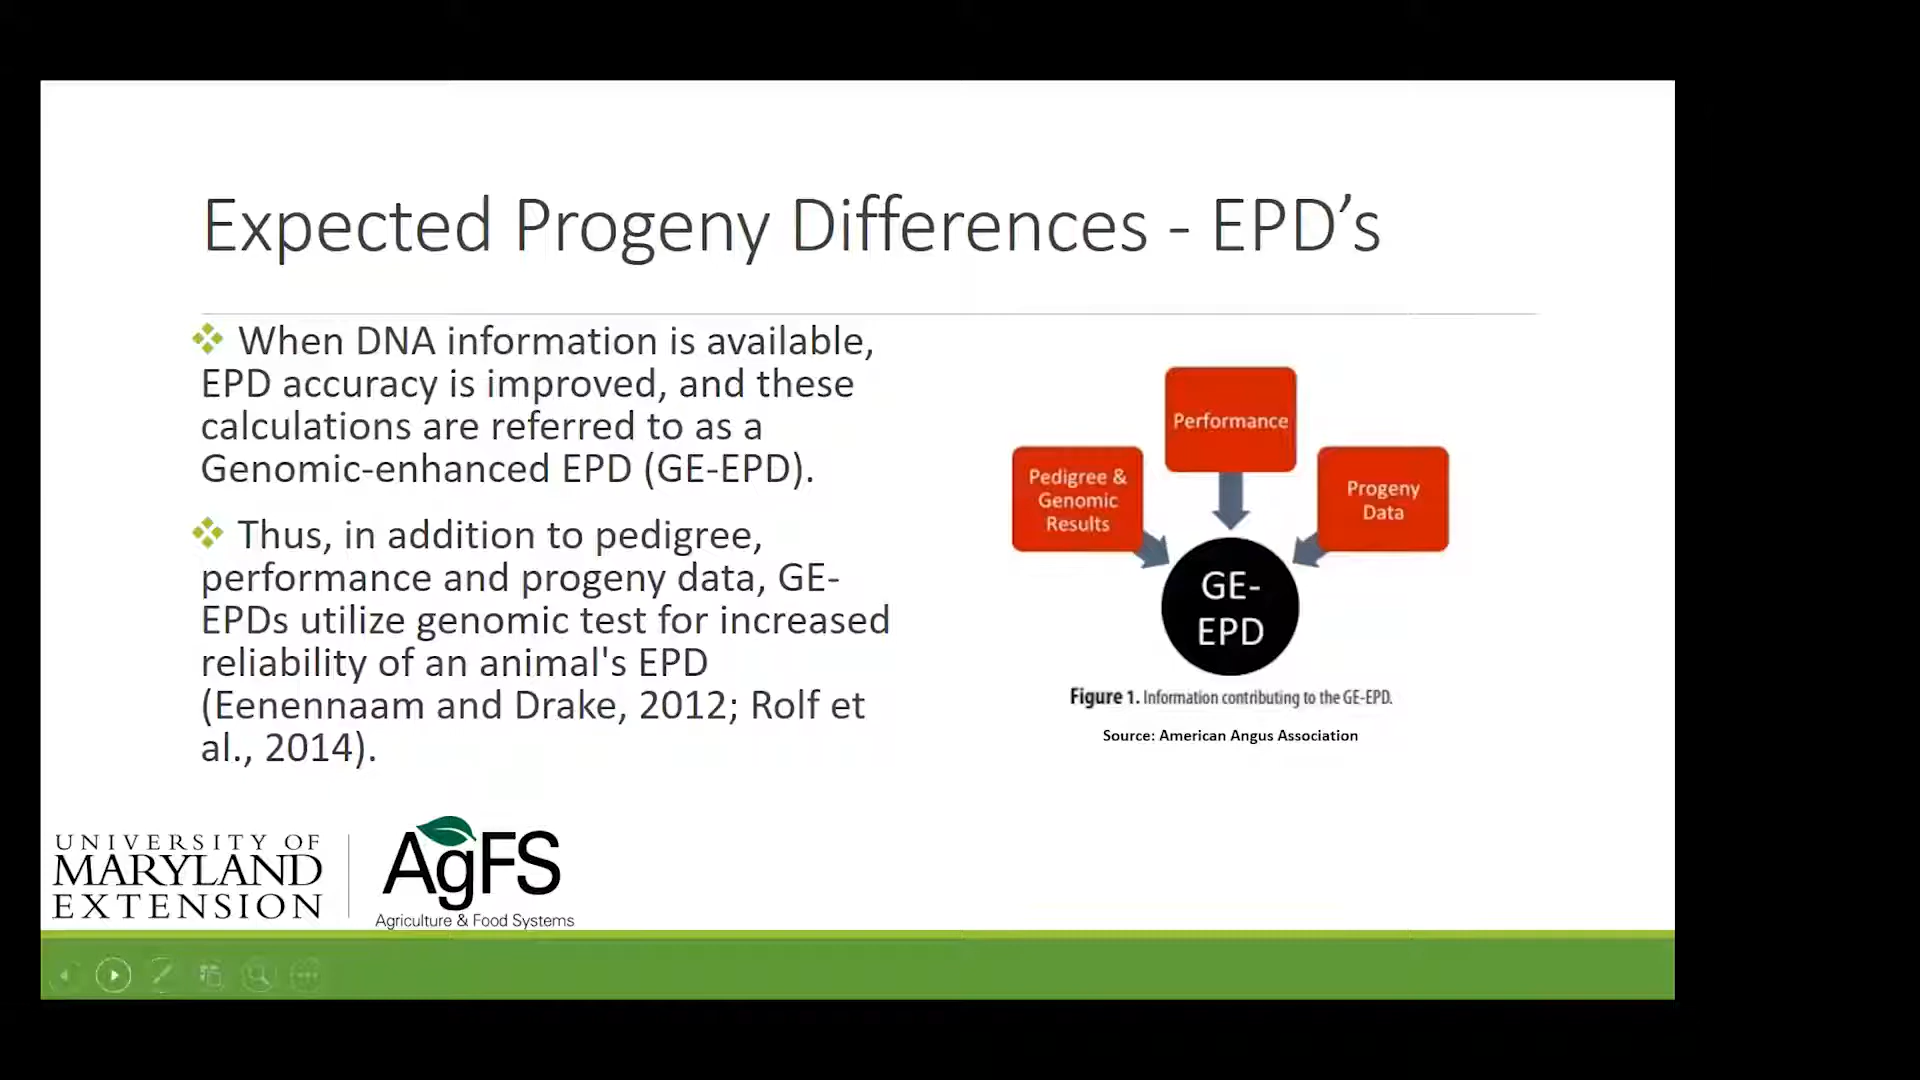 Expected Progeny Differences - EPD’s
When DNA information is available,
EPD accuracy is improved, and these
calculations are referred to as a
Genomic-enhanced EPD (GE-EPD).
Thus, in addition to pedigree,
performance and progeny data, GE-
EPDs utilize genomic test for increased
reliability of an animal's EPD
(Eenennaam and Drake, 2012; Rolf et
al., 2014).
Performance
Pedigree &
Genomic
Results
Progeny
Data
GE-
EPD
Figure 1. Information contributing to the GE-EPD.
Source: American Angus Association
UNIVERSITY OF
MARYLAND
EXTENSION
AgFS
Agriculture & Food Systems